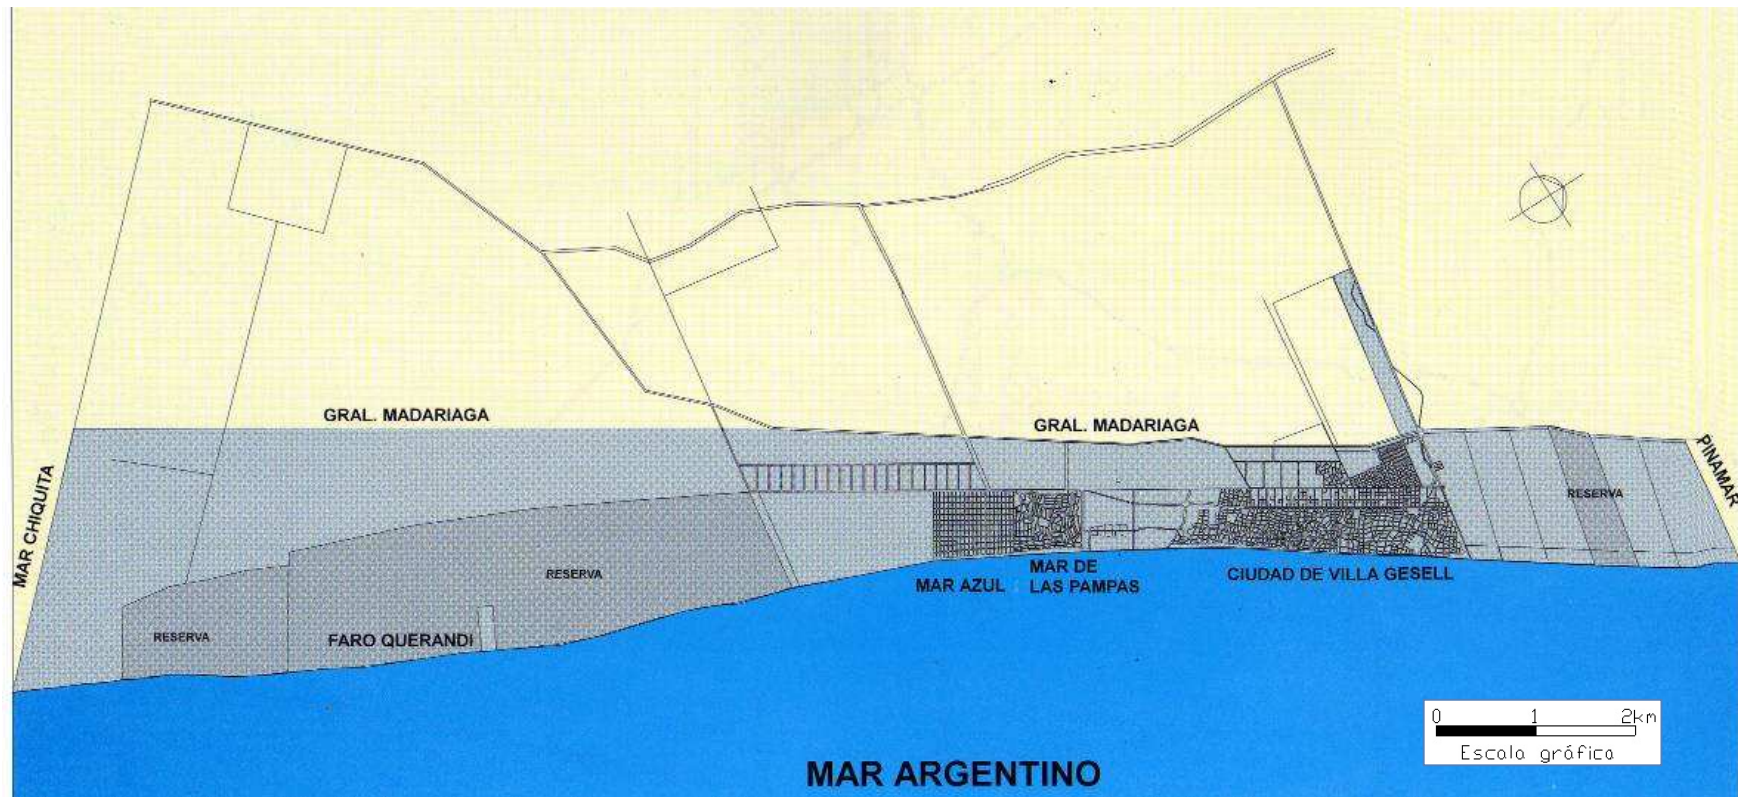 GRAL. MADARIAGA
GRAL. MADARIAGA
MAR CHIQUITA
PINAMAR
RESERVA
RESERVA
RESERVA
FARO QUERANDI
MAR AZUL
MAR DE
LAS PAMPAS
CIUDAD DE VILLA GESELL
0 1 2km
Escala gráfica
MAR ARGENTINO